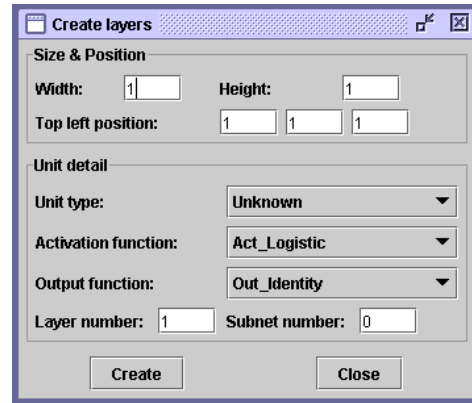 Create layers
Size & Position
Width: 1 Height: 1
Top left position: 1 1 1
Unit detail
Unit type: Unknown
Activation function: Act_Logistic
Output function: Out_Identity
Layer number: 1 Subnet number: 0
Create Close